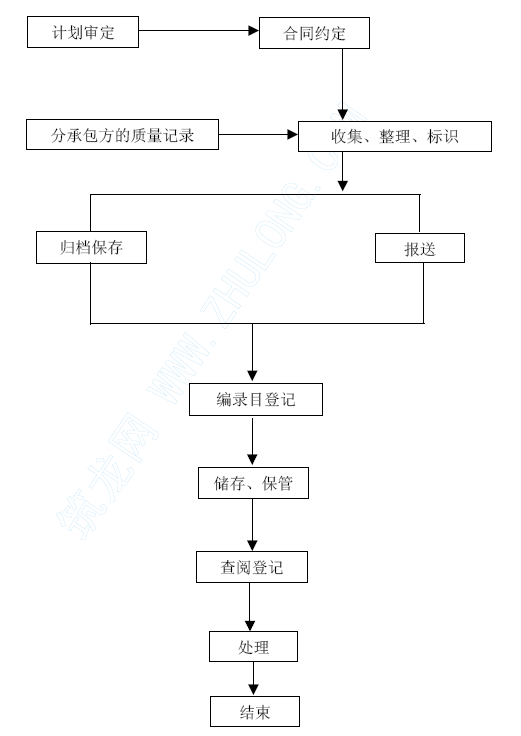 计划审定
合同约定
分承包方的质量记录
收集、整理、标识
归档保存
报送
编录目登记
储存、保管
查阅登记
处理
结束
筑龙网 WWW.ZHULONG.COM